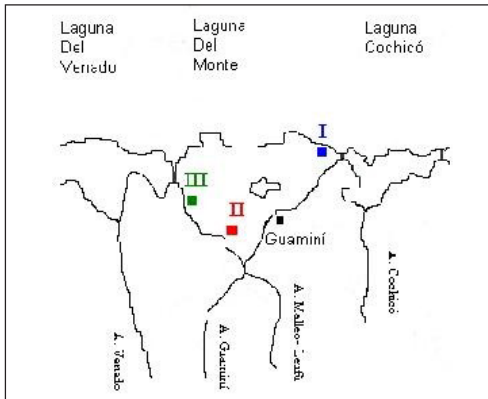 Laguna
Del
Venado
Laguna
Del
Monte
Laguna
Cochicó
I
III
II
Guaminí
A. Venado
A. Guaminí
A. Malleo-Leufú
A. Cochicó